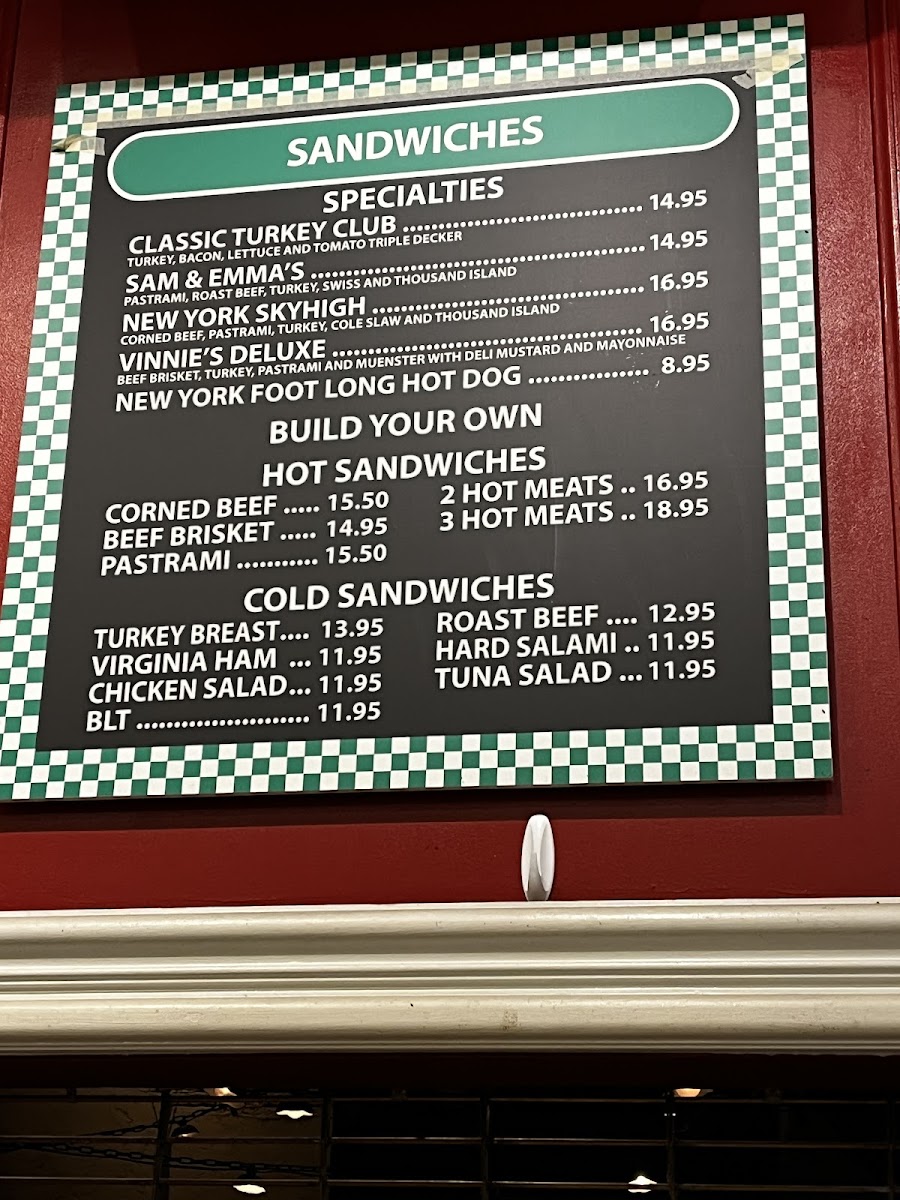 SANDWICHES
SPECIALTIES
CLASSIC TURKEY CLUB ................................ 14.95
TURKEY, BACON, LETTUCE AND TOMATO TRIPLE DECKER
SAM & EMMA'S ............................................. 14.95
PASTRAMI, ROAST BEEF, TURKEY, SWISS AND THOUSAND ISLAND
NEW YORK SKYHIGH .................................... 16.95
CORNED BEEF, PASTRAMI, TURKEY, COLE SLAW AND THOUSAND ISLAND
VINNIE'S DELUXE ......................................... 16.95
BEEF BRISKET, TURKEY, PASTRAMI AND MUENSTER WITH DELI MUSTARD AND MAYONNAISE
NEW YORK FOOT LONG HOT DOG ................ 8.95
BUILD YOUR OWN
HOT SANDWICHES
CORNED BEEF ..... 15.50
BEEF BRISKET ..... 14.95
PASTRAMI ........... 15.50
2 HOT MEATS .. 16.95
3 HOT MEATS .. 18.95
COLD SANDWICHES
TURKEY BREAST.... 13.95
VIRGINIA HAM ... 11.95
CHICKEN SALAD... 11.95
BLT ....................... 11.95
ROAST BEEF .... 12.95
HARD SALAMI .. 11.95
TUNA SALAD ... 11.95